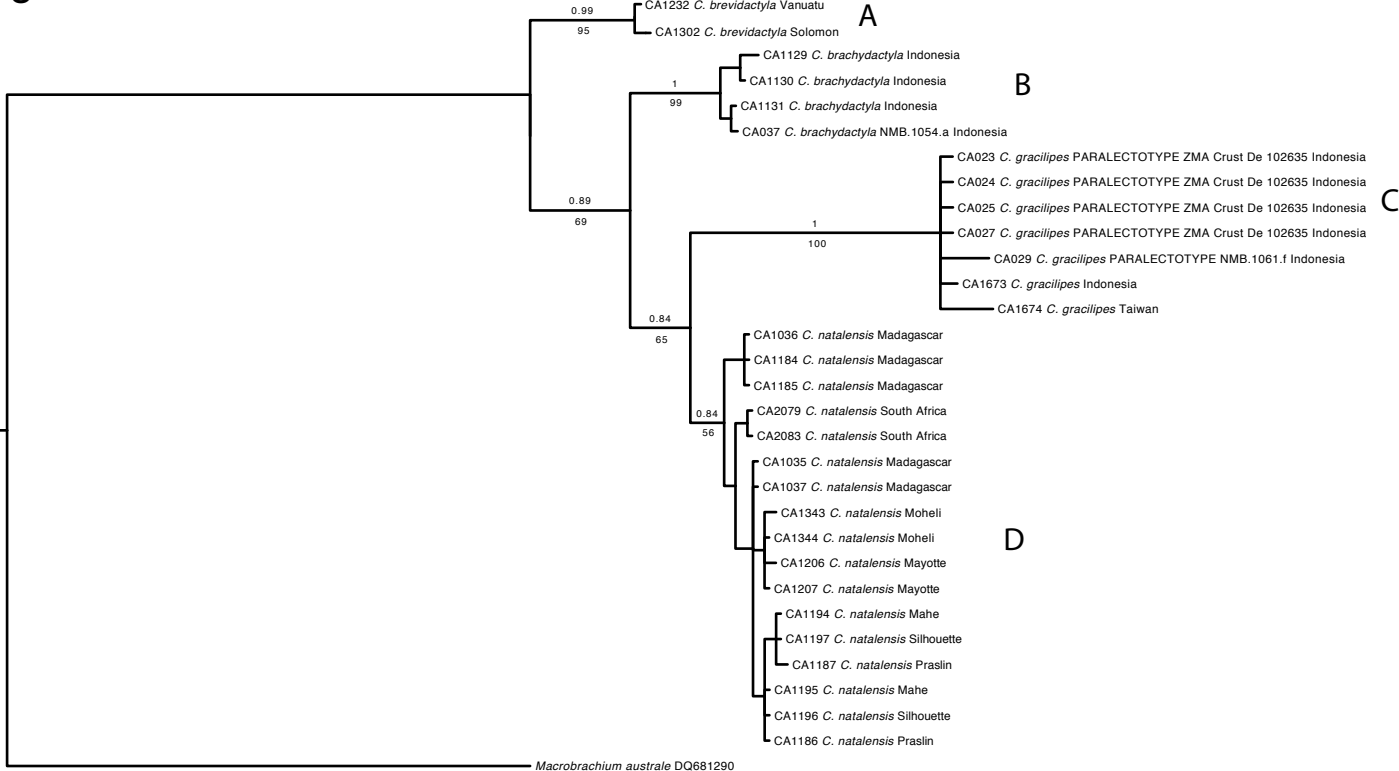 CA1232 C. brevidactyla Vanuatu
0.99
A
95
CA1302 C. brevidactyla Solomon
CA1129 C. brachydactyla Indonesia
1
CA1130 C. brachydactyla Indonesia
B
99
CA1131 C. brachydactyla Indonesia
CA037 C. brachydactyla NMB.1054.a Indonesia
CA023 C. gracilipes PARALECTOTYPE ZMA Crust De 102635 Indonesia
CA024 C. gracilipes PARALECTOTYPE ZMA Crust De 102635 Indonesia
0.89
C
69
CA025 C. gracilipes PARALECTOTYPE ZMA Crust De 102635 Indonesia
1
CA027 C. gracilipes PARALECTOTYPE ZMA Crust De 102635 Indonesia
100
CA029 C. gracilipes PARALECTOTYPE NMB.1061.f Indonesia
CA1673 C. gracilipes Indonesia
CA1674 C. gracilipes Taiwan
0.84
65
CA1036 C. natalensis Madagascar
CA1184 C. natalensis Madagascar
CA1185 C. natalensis Madagascar
0.84
56
CA2079 C. natalensis South Africa
CA2083 C. natalensis South Africa
CA1035 C. natalensis Madagascar
CA1037 C. natalensis Madagascar
CA1343 C. natalensis Moheli
CA1344 C. natalensis Moheli
D
CA1206 C. natalensis Mayotte
CA1207 C. natalensis Mayotte
CA1194 C. natalensis Mahe
CA1197 C. natalensis Silhouette
CA1187 C. natalensis Praslin
CA1195 C. natalensis Mahe
CA1196 C. natalensis Silhouette
CA1186 C. natalensis Praslin
Macrobrachium australe DQ681290